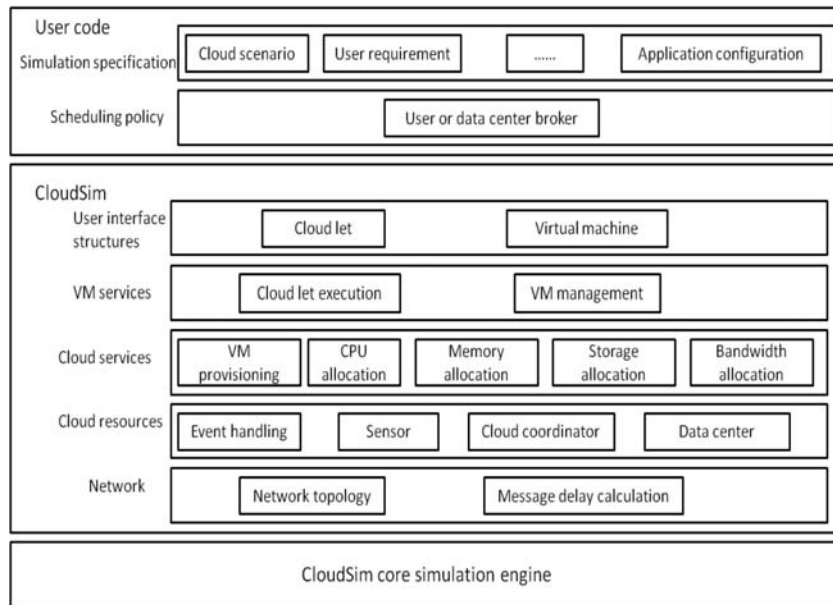 User code
Simulation specification
Cloud scenario
User requirement
......
Application configuration
Scheduling policy
User or data center broker
CloudSim
User interface
structures
Cloud let
Virtual machine
VM services
Cloud let execution
VM management
Cloud services
VM
provisioning
CPU
allocation
Memory
allocation
Storage
allocation
Bandwidth
allocation
Cloud resources
Event handling
Sensor
Cloud coordinator
Data center
Network
Network topology
Message delay calculation
CloudSim core simulation engine